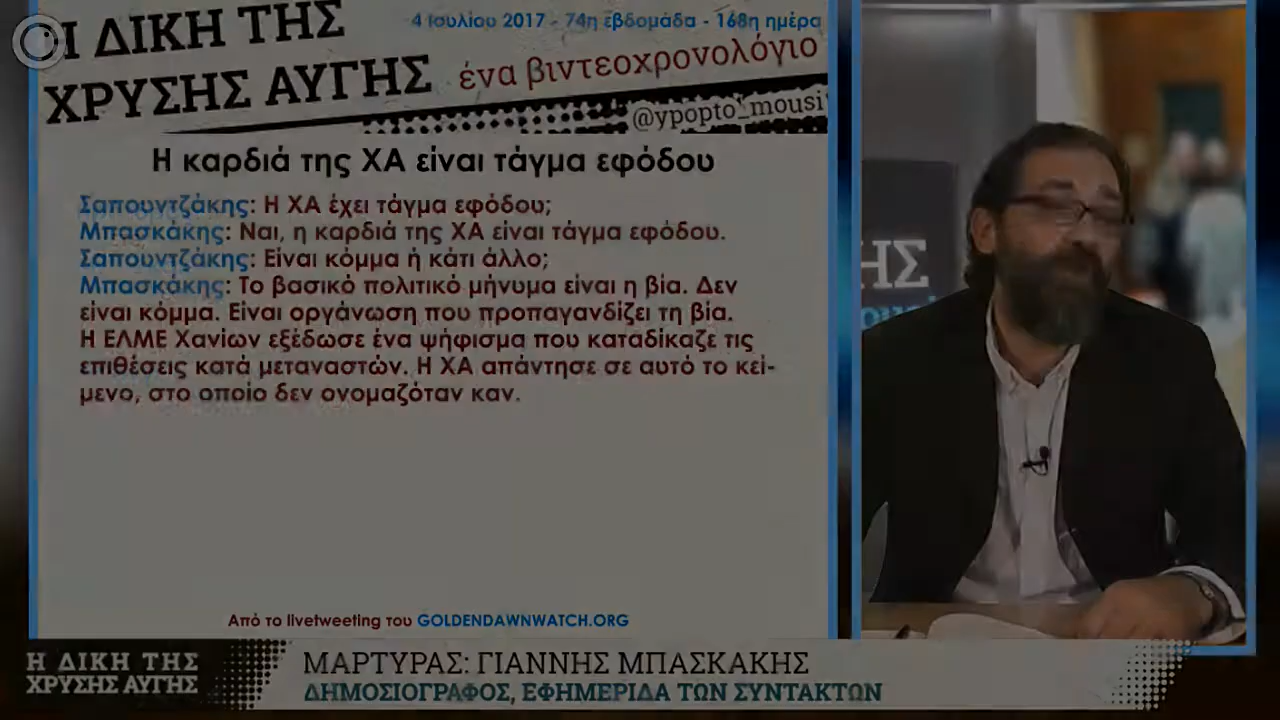 Η ΔΙΚΗ ΤΗΣ
ΧΡΥΣΗΣ ΑΥΓΗΣ
4 Ιουλίου 2017 - 74η εβδομάδα - 168η ημέρα
ένα βιντεοχρονολόγιο
@ypopto_mousi
Η καρδιά της ΧΑ είναι τάγμα εφόδου
Σαπουντζάκης: Η ΧΑ έχει τάγμα εφόδου;
Μπασκάκης: Ναι, η καρδιά της ΧΑ είναι τάγμα εφόδου.
Σαπουντζάκης: Είναι κόμμα ή κάτι άλλο;
Μπασκάκης: Το βασικό πολιτικό μήνυμα είναι η βία. Δεν
είναι κόμμα. Είναι οργάνωση που προπαγανδίζει τη βία.
Η ΕΛΜΕ Χανίων εξέδωσε ένα ψήφισμα που καταδίκαζε τις
επιθέσεις κατά μεταναστών. Η ΧΑ απάντησε σε αυτό το κεί-
μενο, στο οποίο δεν ονομαζόταν καν.
Από το livetweeting του GOLDENDAWNWATCH.ORG
ΗΣ
Η ΔΙΚΗ ΤΗΣ
ΧΡΥΣΗΣ ΑΥΓΗΣ
ΜΑΡΤΥΡΑΣ: ΓΙΑΝΝΗΣ ΜΠΑΣΚΑΚΗΣ
ΔΗΜΟΣΙΟΓΡΑΦΟΣ, ΕΦΗΜΕΡΙΔΑ ΤΩΝ ΣΥΝΤΑΚΤΩΝ